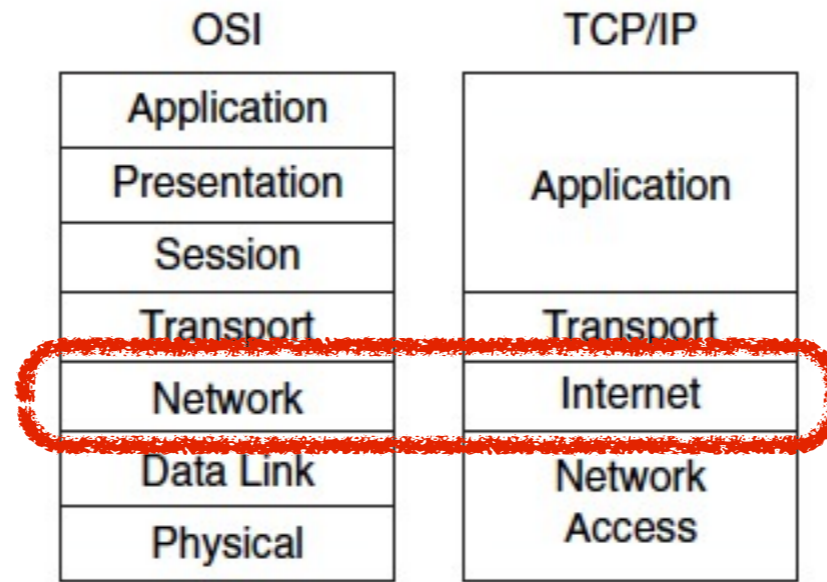 OSI
TCP/IP
Application
Presentation
Session
Transport
Network
Data Link
Physical
Application
Transport
Internet
Network
Access